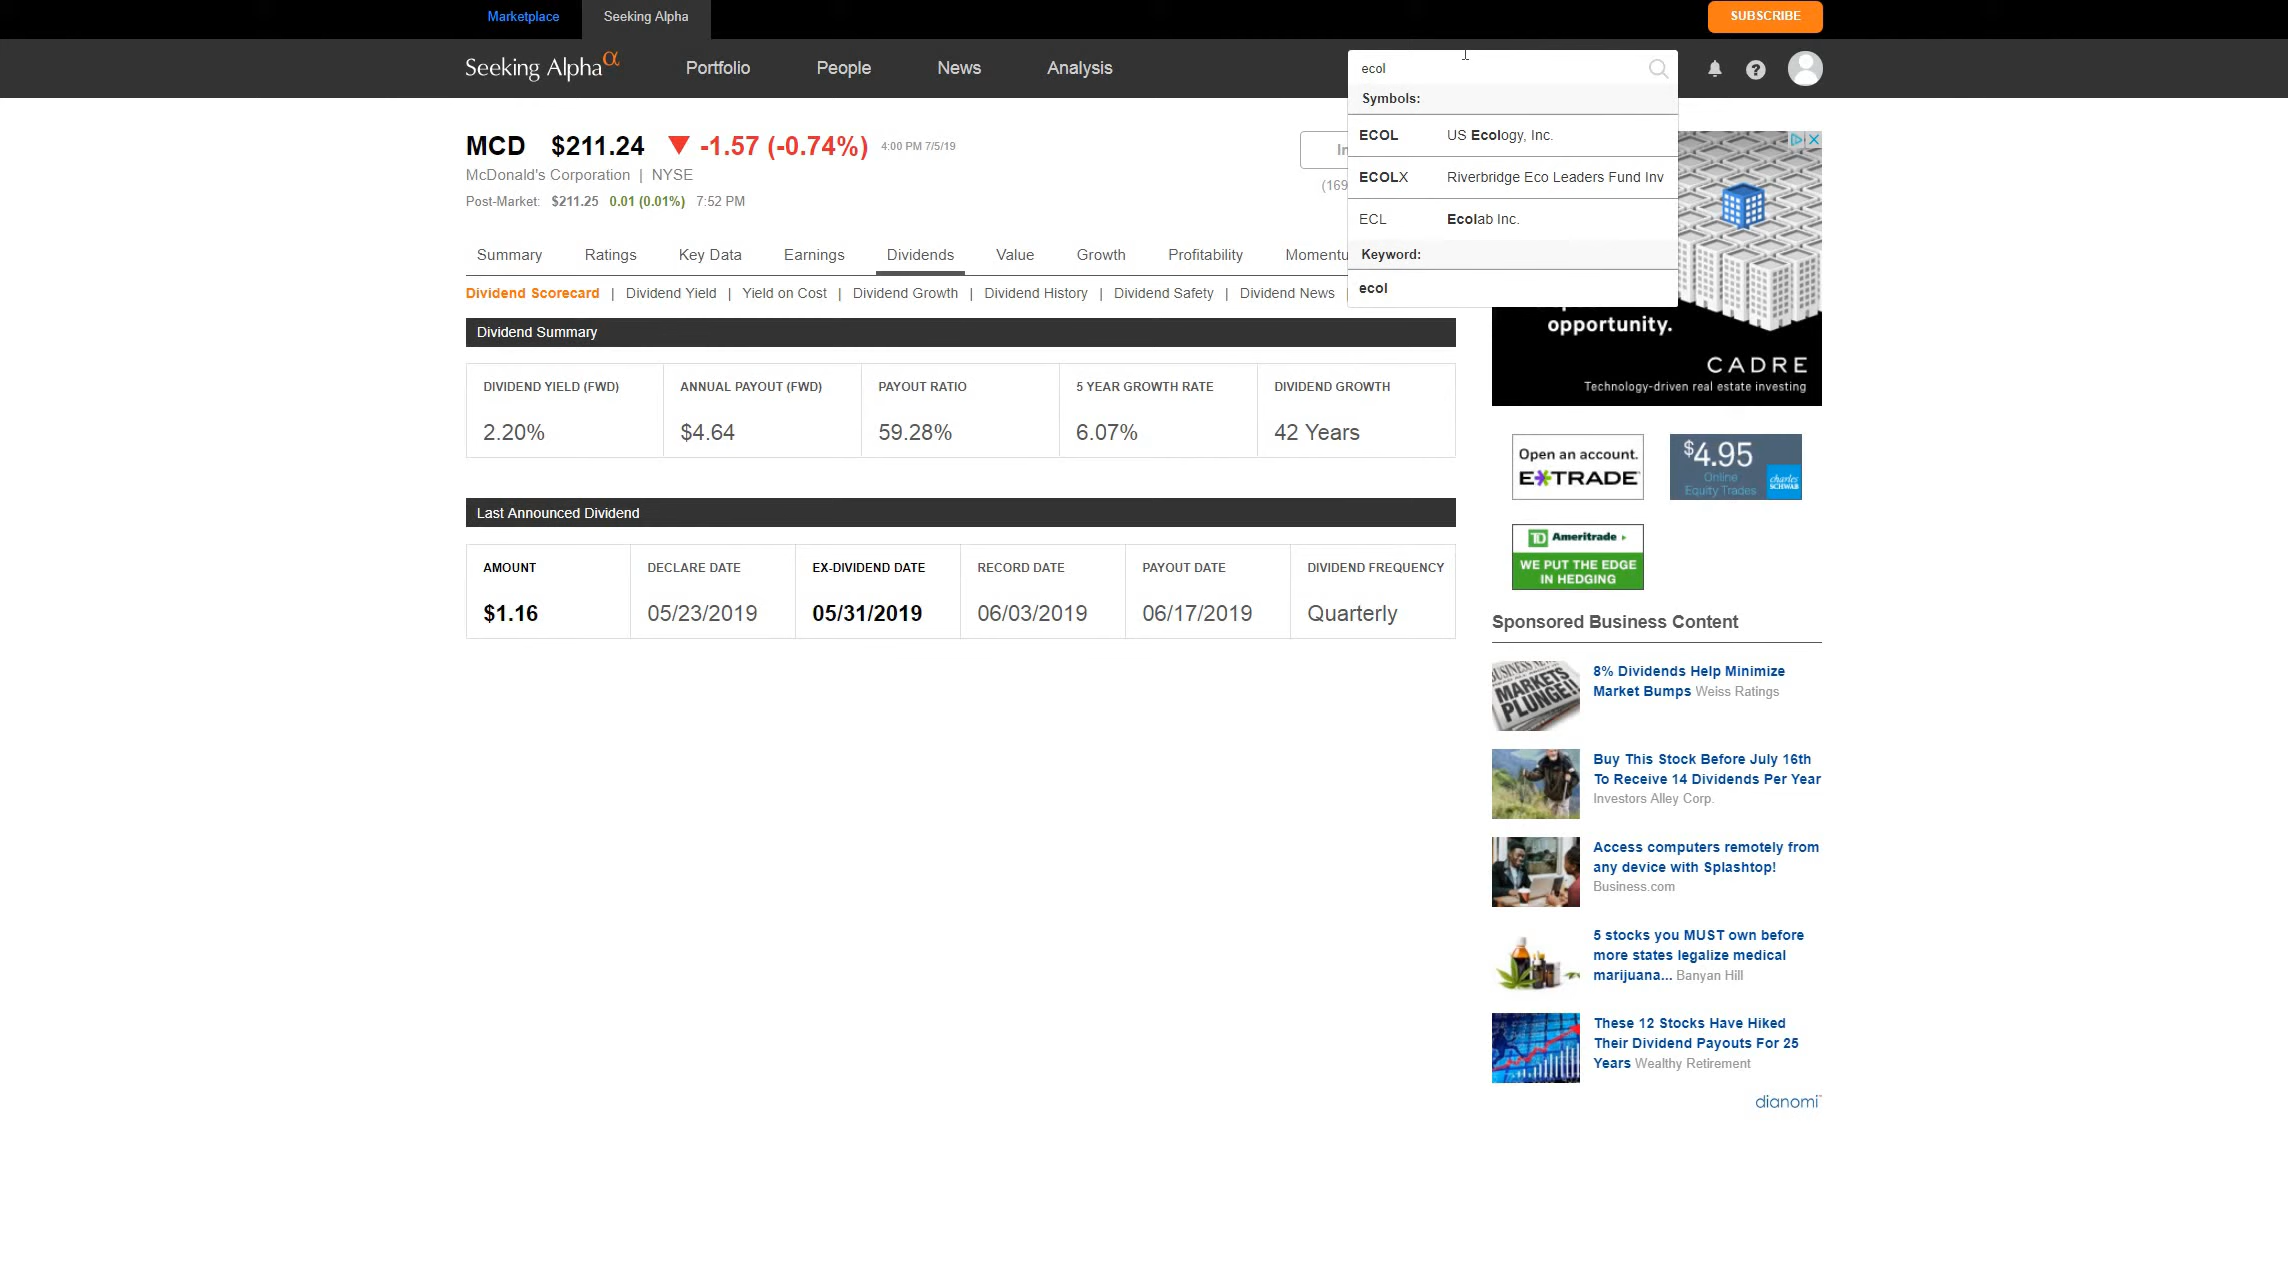 Marketplace
Seeking Alpha
SUBSCRIBE
Seeking Alpha α
Portfolio
People
News
Analysis
ecol
?
Symbols:
ECOL US Ecology, Inc.
ECOLX Riverbridge Eco Leaders Fund Inv
ECL Ecolab Inc.
Keyword:
ecol
MCD $211.24 ▼ -1.57 (-0.74%) 4:00 PM 7/5/19
McDonald's Corporation | NYSE
Post-Market: $211.25 0.01 (0.01%) 7:52 PM
(169
Summary Ratings Key Data Earnings Dividends Value Growth Profitability Momentu
Dividend Scorecard | Dividend Yield | Yield on Cost | Dividend Growth | Dividend History | Dividend Safety | Dividend News
Dividend Summary
DIVIDEND YIELD (FWD) ANNUAL PAYOUT (FWD) PAYOUT RATIO 5 YEAR GROWTH RATE DIVIDEND GROWTH
2.20% $4.64 59.28% 6.07% 42 Years
Last Announced Dividend
AMOUNT DECLARE DATE EX-DIVIDEND DATE RECORD DATE PAYOUT DATE DIVIDEND FREQUENCY
$1.16 05/23/2019 05/31/2019 06/03/2019 06/17/2019 Quarterly
opportunity.
CADRE
Technology-driven real estate investing
Open an account.
E*TRADE
$4.95
Online
Equity Trades
charles
SCHWAB
TD Ameritrade
WE PUT THE EDGE
IN HEDGING
Sponsored Business Content
MARKETS
PLUNGE!
8% Dividends Help Minimize
Market Bumps Weiss Ratings
Buy This Stock Before July 16th
To Receive 14 Dividends Per Year
Investors Alley Corp.
Access computers remotely from
any device with Splashtop!
Business.com
5 stocks you MUST own before
more states legalize medical
marijuana... Banyan Hill
These 12 Stocks Have Hiked
Their Dividend Payouts For 25
Years Wealthy Retirement
dianomi